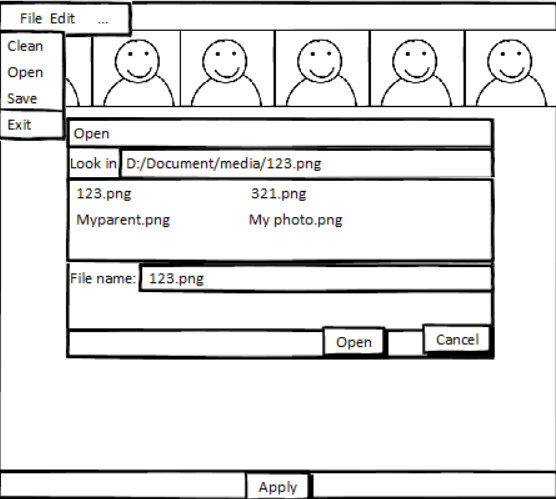 File Edit ...
Clean
Open
Save
Exit
Open
Look in D:/Document/media/123.png
123.png 321.png
Myparent.png My photo.png
File name: 123.png
Open Cancel
Apply